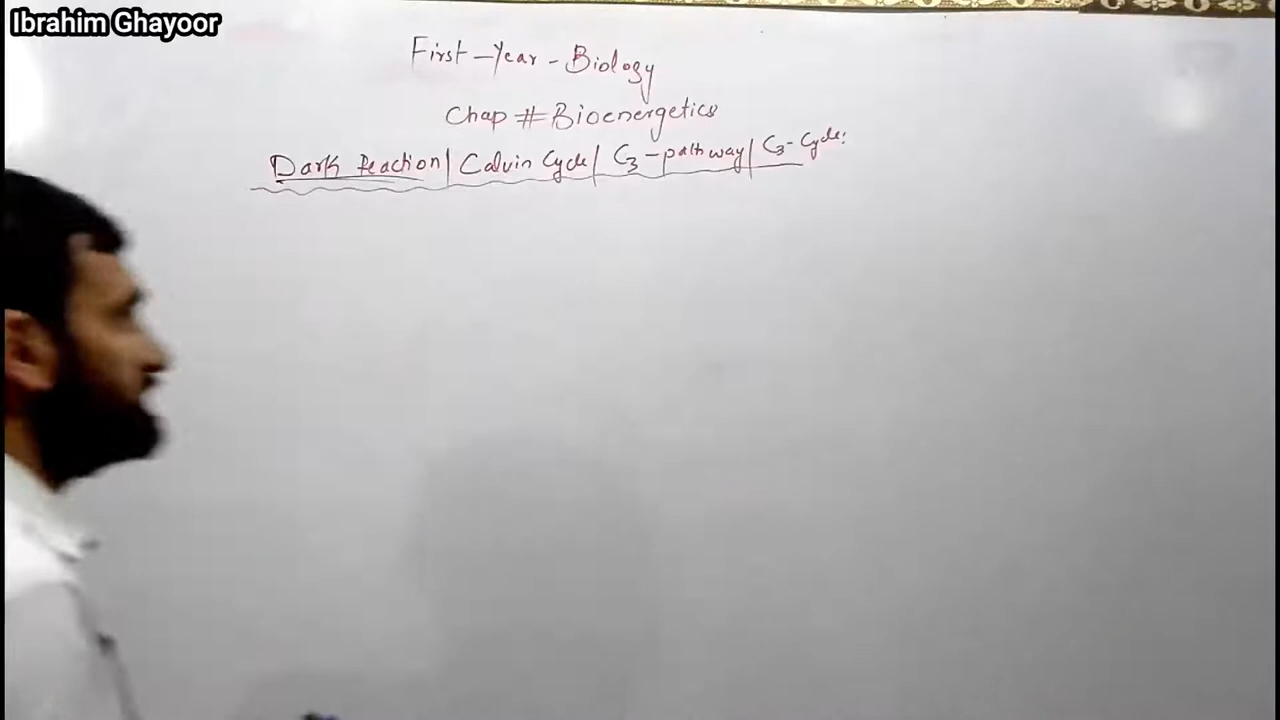 Ibrahim Ghayoor
First-Year-Biology
Chap # Bioenergetics
Dark Reaction | Calvin Cycle / C3-pathway / C3-Cycle: